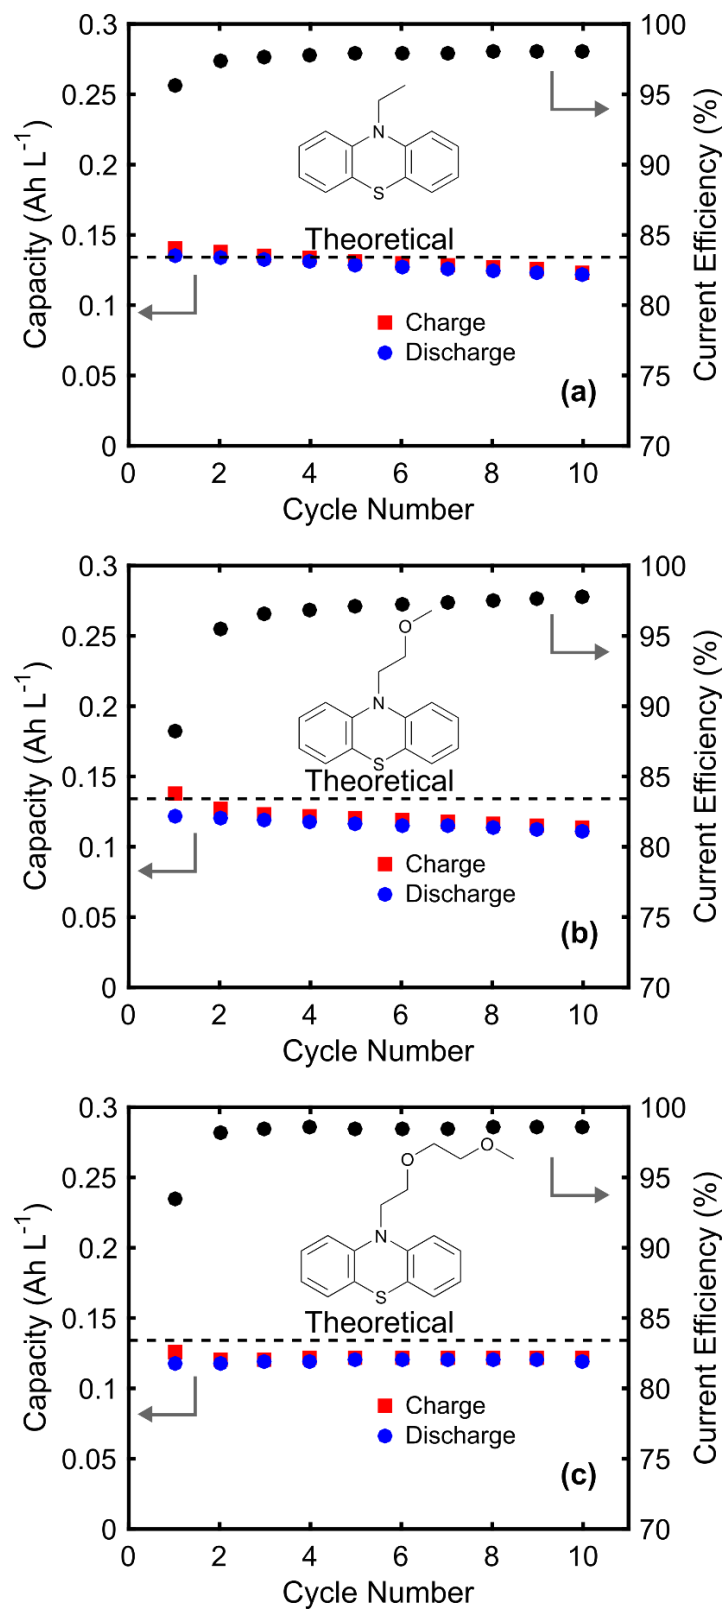 0.3
0.25
0.2
0.15
0.1
0.05
0
Capacity (Ah L⁻¹)
100
95
90
85
80
75
70
Current Efficiency (%)
N
S
Theoretical
Charge
Discharge
(a)
0 2 4 6 8 10
Cycle Number
0.3
0.25
0.2
0.15
0.1
0.05
0
Capacity (Ah L⁻¹)
100
95
90
85
80
75
70
Current Efficiency (%)
O
N
S
Theoretical
Charge
Discharge
(b)
0 2 4 6 8 10
Cycle Number
0.3
0.25
0.2
0.15
0.1
0.05
0
Capacity (Ah L⁻¹)
100
95
90
85
80
75
70
Current Efficiency (%)
O
O
N
S
Theoretical
Charge
Discharge
(c)
0 2 4 6 8 10
Cycle Number